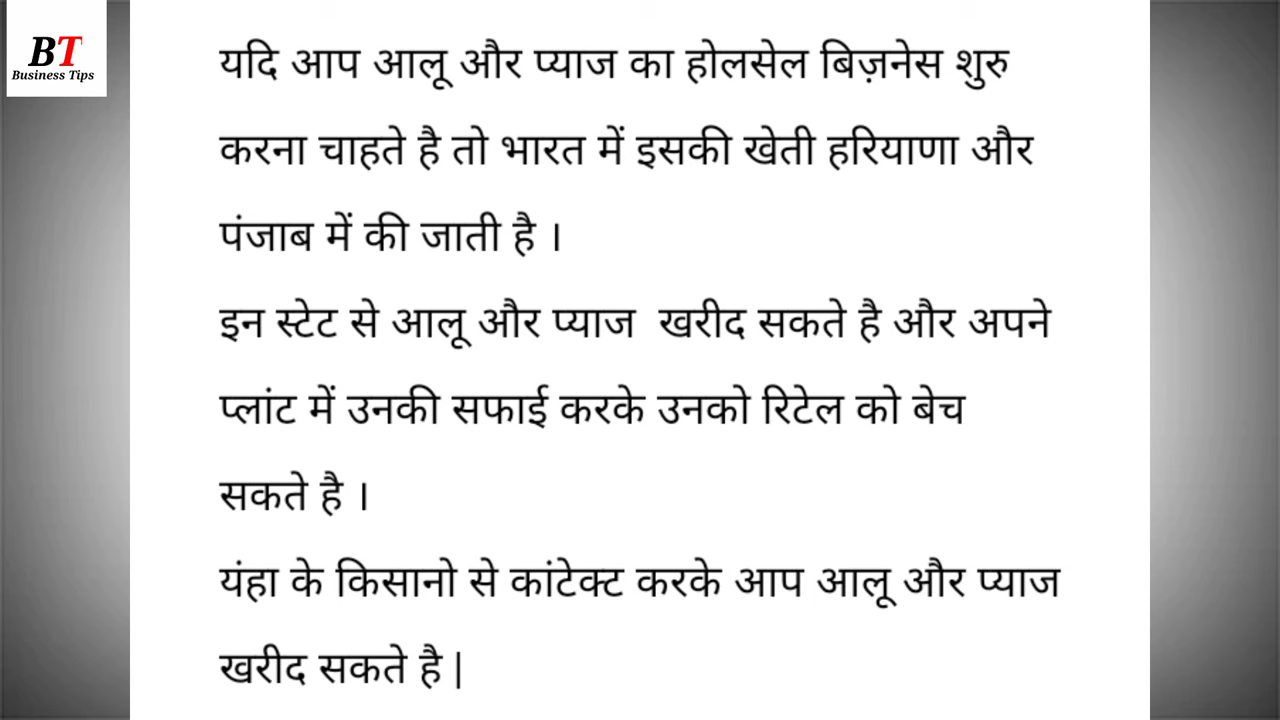 BT
Business Tips
यदि आप आलू और प्याज का होलसेल बिज़नेस शुरु
करना चाहते है तो भारत में इसकी खेती हरियाणा और
पंजाब में की जाती है ।
इन स्टेट से आलू और प्याज  खरीद सकते है और अपने
प्लांट में उनकी सफाई करके उनको रिटेल को बेच
सकते है ।
यंहा के किसानो से कांटेक्ट करके आप आलू और प्याज
खरीद सकते है |